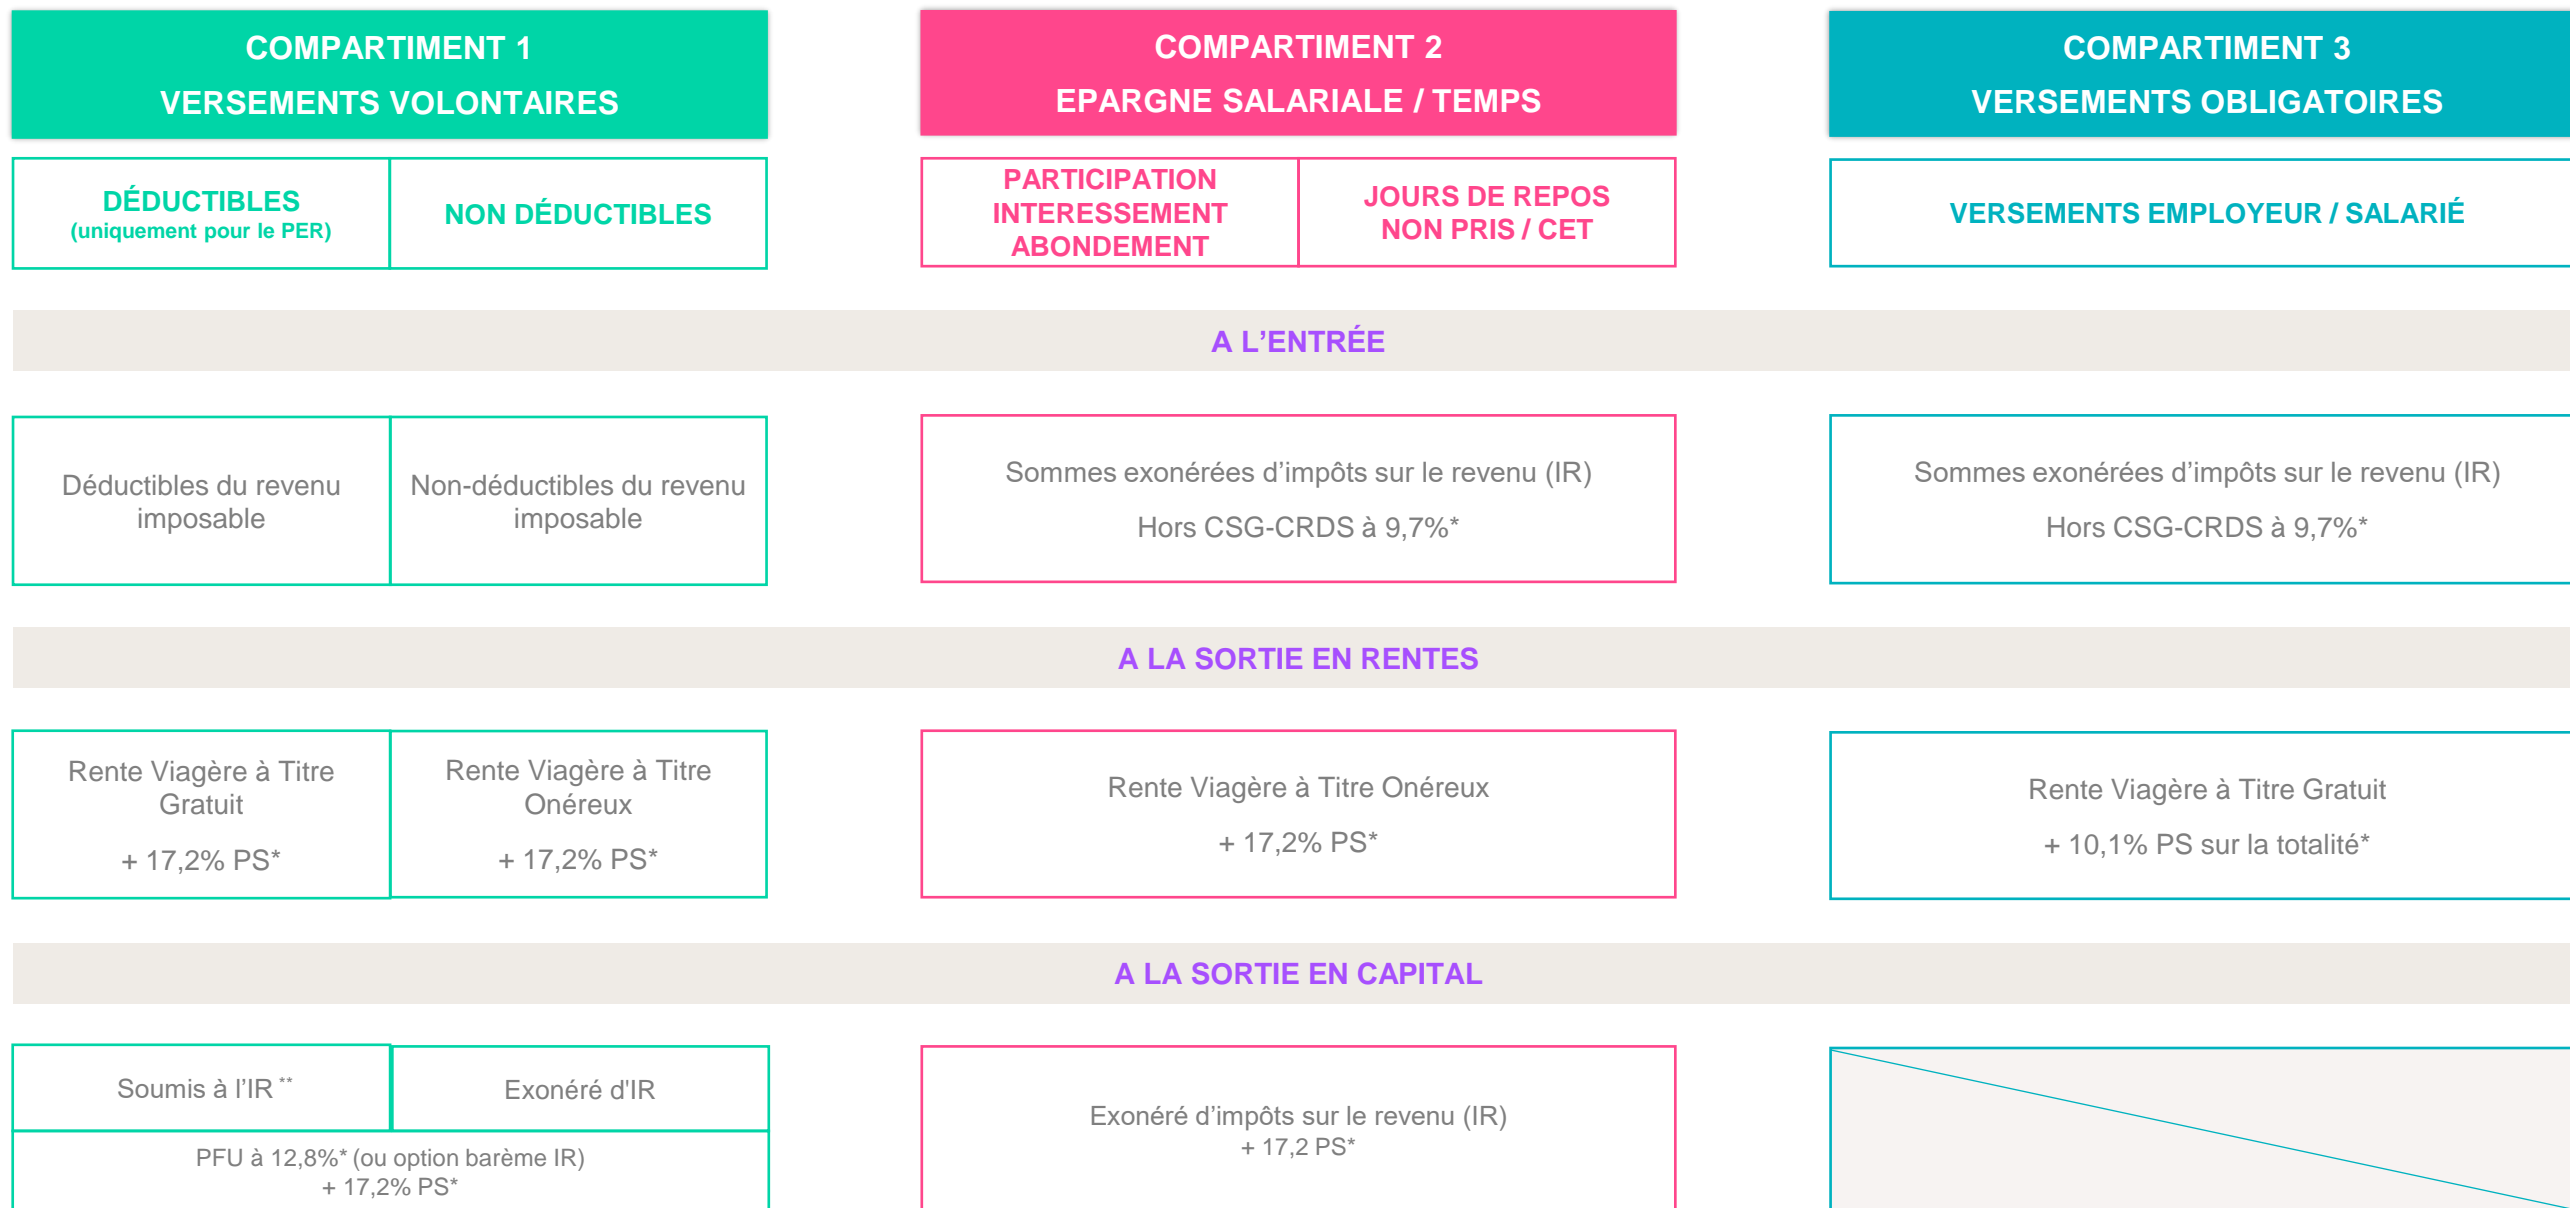 COMPARTIMENT 1
VERSEMENTS VOLONTAIRES
COMPARTIMENT 2
EPARGNE SALARIALE / TEMPS
COMPARTIMENT 3
VERSEMENTS OBLIGATOIRES
DÉDUCTIBLES
(uniquement pour le PER)
NON DÉDUCTIBLES
PARTICIPATION
INTERESSEMENT
ABONDEMENT
JOURS DE REPOS
NON PRIS / CET
VERSEMENTS EMPLOYEUR / SALARIÉ
A L’ENTRÉE
Déductibles du revenu
imposable
Non-déductibles du revenu
imposable
Sommes exonérées d’impôts sur le revenu (IR)
Hors CSG-CRDS à 9,7%*
Sommes exonérées d’impôts sur le revenu (IR)
Hors CSG-CRDS à 9,7%*
A LA SORTIE EN RENTES
Rente Viagère à Titre
Gratuit
+ 17,2% PS*
Rente Viagère à Titre
Onéreux
+ 17,2% PS*
Rente Viagère à Titre Onéreux
+ 17,2% PS*
Rente Viagère à Titre Gratuit
+ 10,1% PS sur la totalité*
A LA SORTIE EN CAPITAL
Soumis à l’IR **
Exonéré d'IR
PFU à 12,8%* (ou option barème IR)
+ 17,2% PS*
Exonéré d’impôts sur le revenu (IR)
+ 17,2 PS*